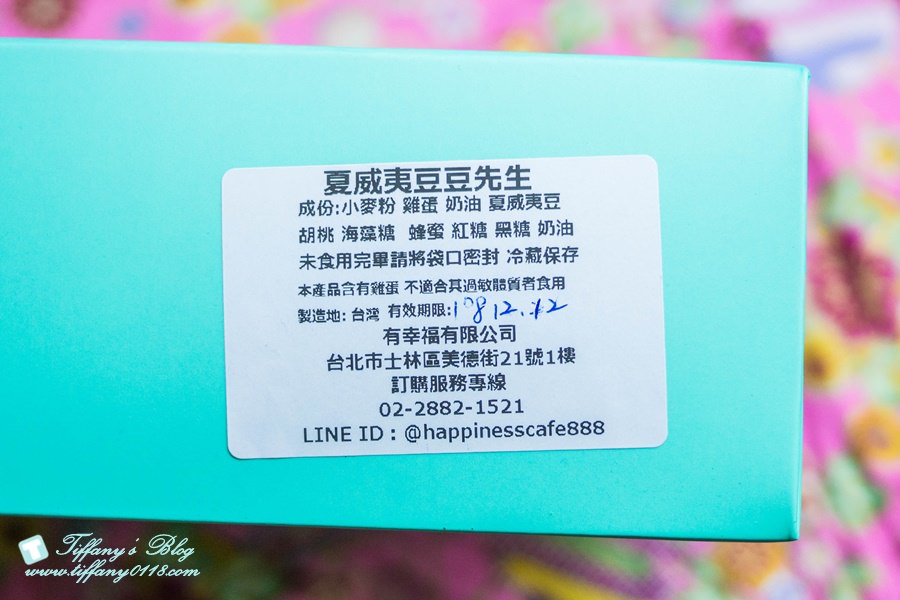 夏威夷豆豆先生
成份:小麥粉 雞蛋 奶油 夏威夷豆
胡桃 海藻糖 蜂蜜 紅糖 黑糖 奶油
未食用完畢請將袋口密封 冷藏保存
本產品含有雞蛋 不適合其過敏體質者食用
製造地: 台灣 有效期限:108.12.12
有幸福有限公司
台北市士林區美德街21號1樓
訂購服務專線
02-2882-1521
LINE ID : @happinesscafe888
Tiffany's Blog
www.tiffany0118.com